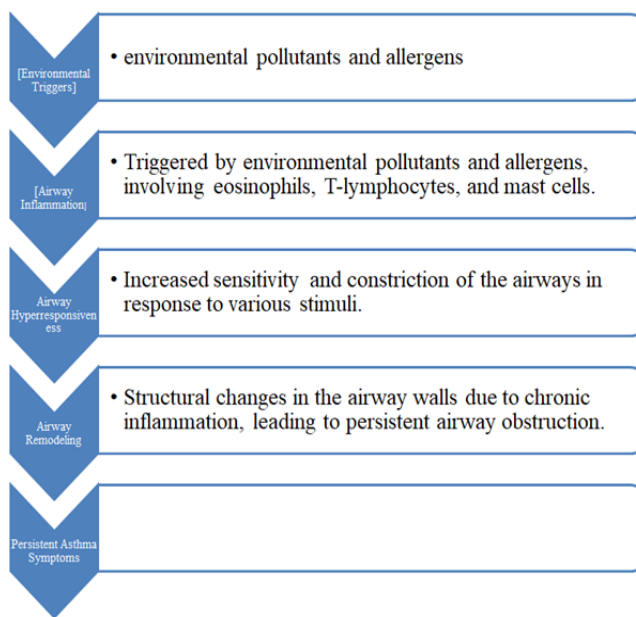 [Environmental
Triggers]
• environmental pollutants and allergens
[Airway
Inflammation]
• Triggered by environmental pollutants and allergens,
involving eosinophils, T-lymphocytes, and mast cells.
Airway
Hyperresponsiven
ess
• Increased sensitivity and constriction of the airways in
response to various stimuli.
Airway
Remodeling
• Structural changes in the airway walls due to chronic
inflammation, leading to persistent airway obstruction.
Persistent Asthma
Symptoms